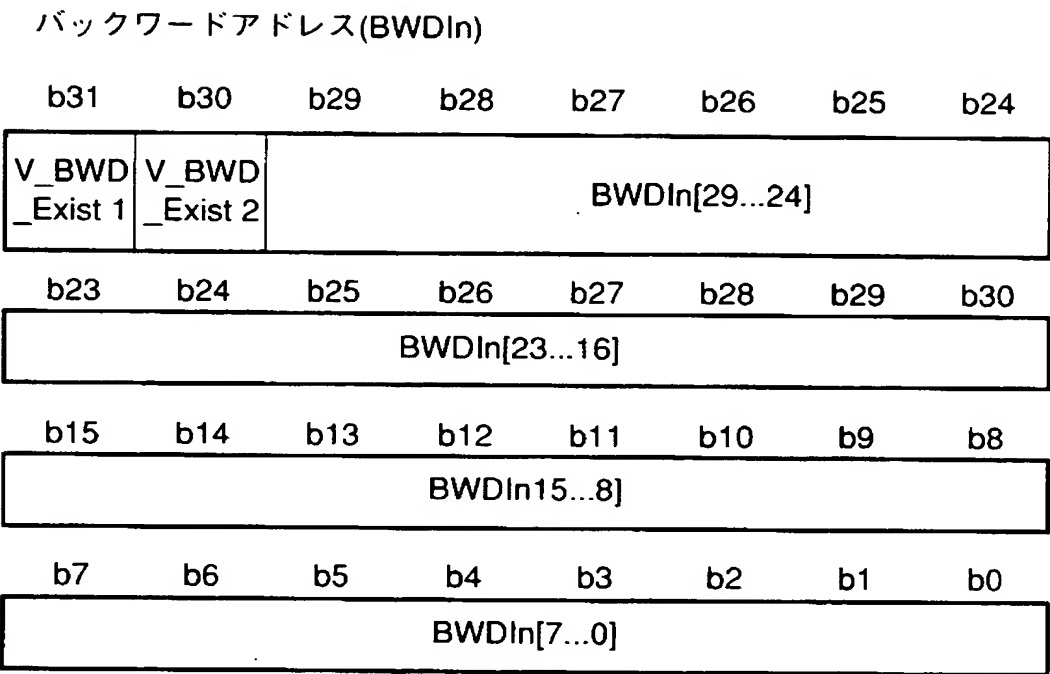 バックワードアドレス(BWDIn)
b31 b30 b29 b28 b27 b26 b25 b24
V_BWD V_BWD
_Exist 1 _Exist 2
BWDIn[29...24]
b23 b24 b25 b26 b27 b28 b29 b30
BWDIn[23...16]
b15 b14 b13 b12 b11 b10 b9 b8
BWDIn15...8]
b7 b6 b5 b4 b3 b2 b1 b0
BWDIn[7...0]